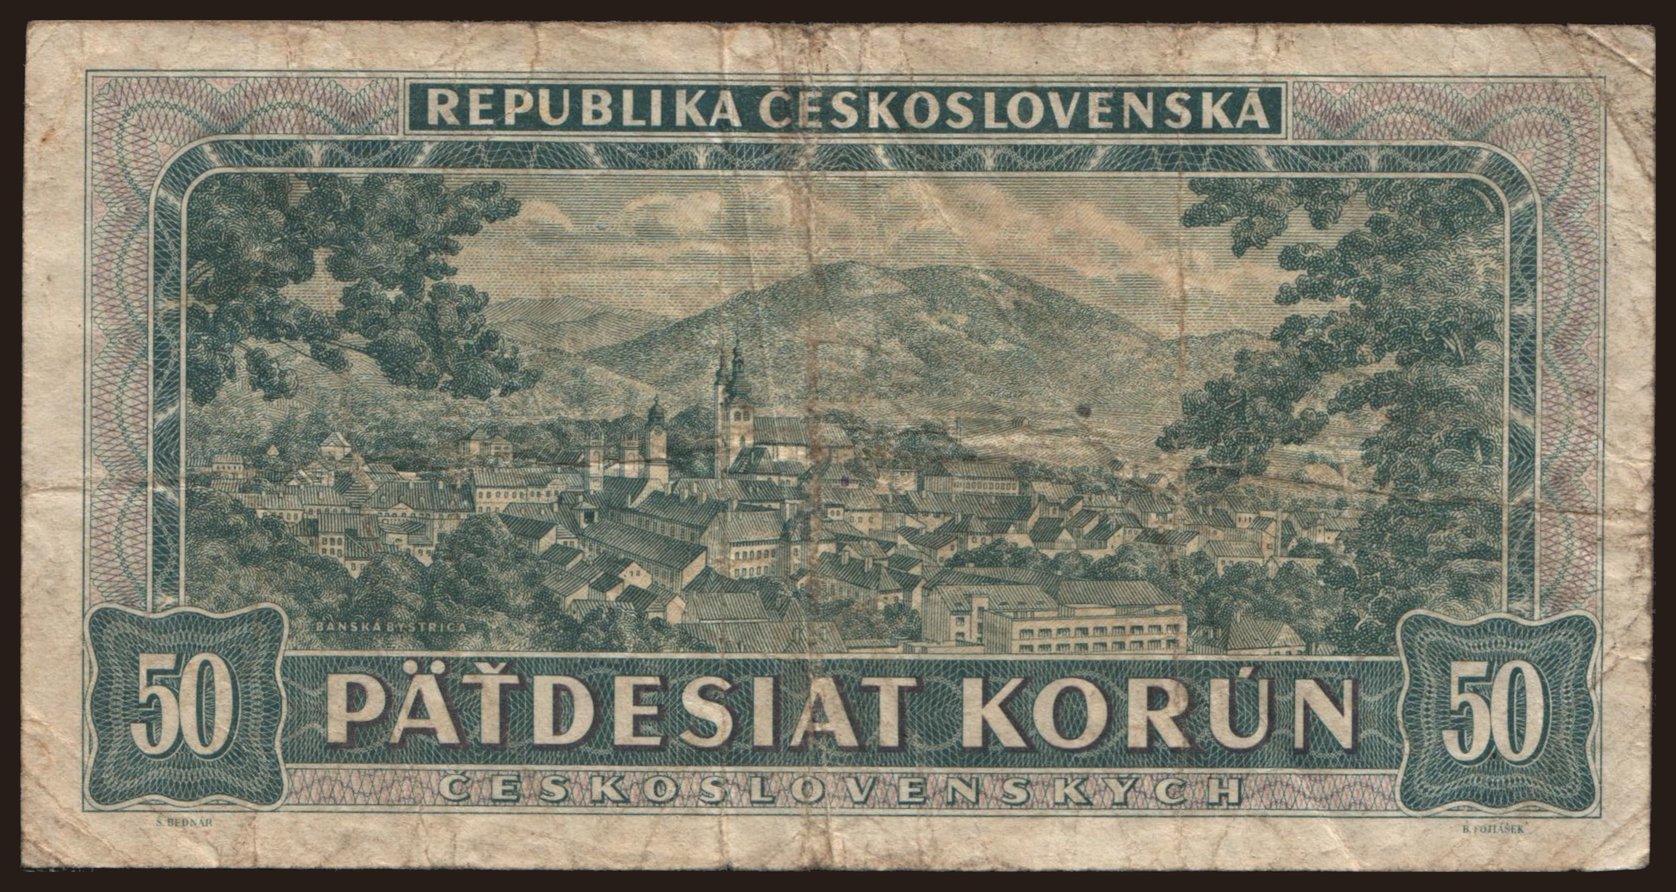 REPUBLIKA ČESKOSLOVENSKÁ
BANSKÁ BYSTRICA
50 PÄŤDESIAT KORÚN 50
ČESKOSLOVENSKÝCH
Š. BEDNÁR B. FOJTÁŠEK